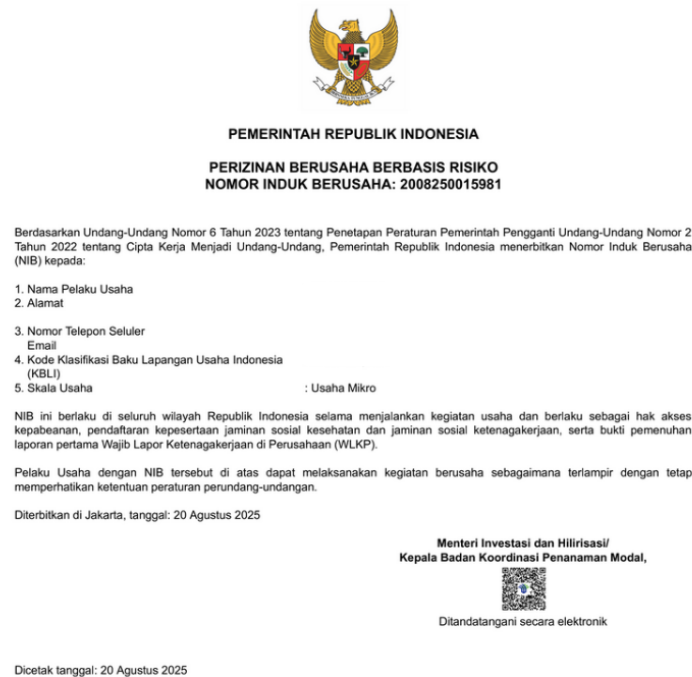 PEMERINTAH REPUBLIK INDONESIA
PERIZINAN BERUSAHA BERBASIS RISIKO
NOMOR INDUK BERUSAHA: 2008250015981
Berdasarkan Undang-Undang Nomor 6 Tahun 2023 tentang Penetapan Peraturan Pemerintah Pengganti Undang-Undang Nomor 2
Tahun 2022 tentang Cipta Kerja Menjadi Undang-Undang, Pemerintah Republik Indonesia menerbitkan Nomor Induk Berusaha
(NIB) kepada:
1. Nama Pelaku Usaha
2. Alamat
3. Nomor Telepon Seluler
Email
4. Kode Klasifikasi Baku Lapangan Usaha Indonesia
(KBLI)
5. Skala Usaha : Usaha Mikro
NIB ini berlaku di seluruh wilayah Republik Indonesia selama menjalankan kegiatan usaha dan berlaku sebagai hak akses
kepabeanan, pendaftaran kepesertaan jaminan sosial kesehatan dan jaminan sosial ketenagakerjaan, serta bukti pemenuhan
laporan pertama Wajib Lapor Ketenagakerjaan di Perusahaan (WLKP).
Pelaku Usaha dengan NIB tersebut di atas dapat melaksanakan kegiatan berusaha sebagaimana terlampir dengan tetap
memperhatikan ketentuan peraturan perundang-undangan.
Diterbitkan di Jakarta, tanggal: 20 Agustus 2025
Menteri Investasi dan Hilirisasi/
Kepala Badan Koordinasi Penanaman Modal,
Ditandatangani secara elektronik
Dicetak tanggal: 20 Agustus 2025